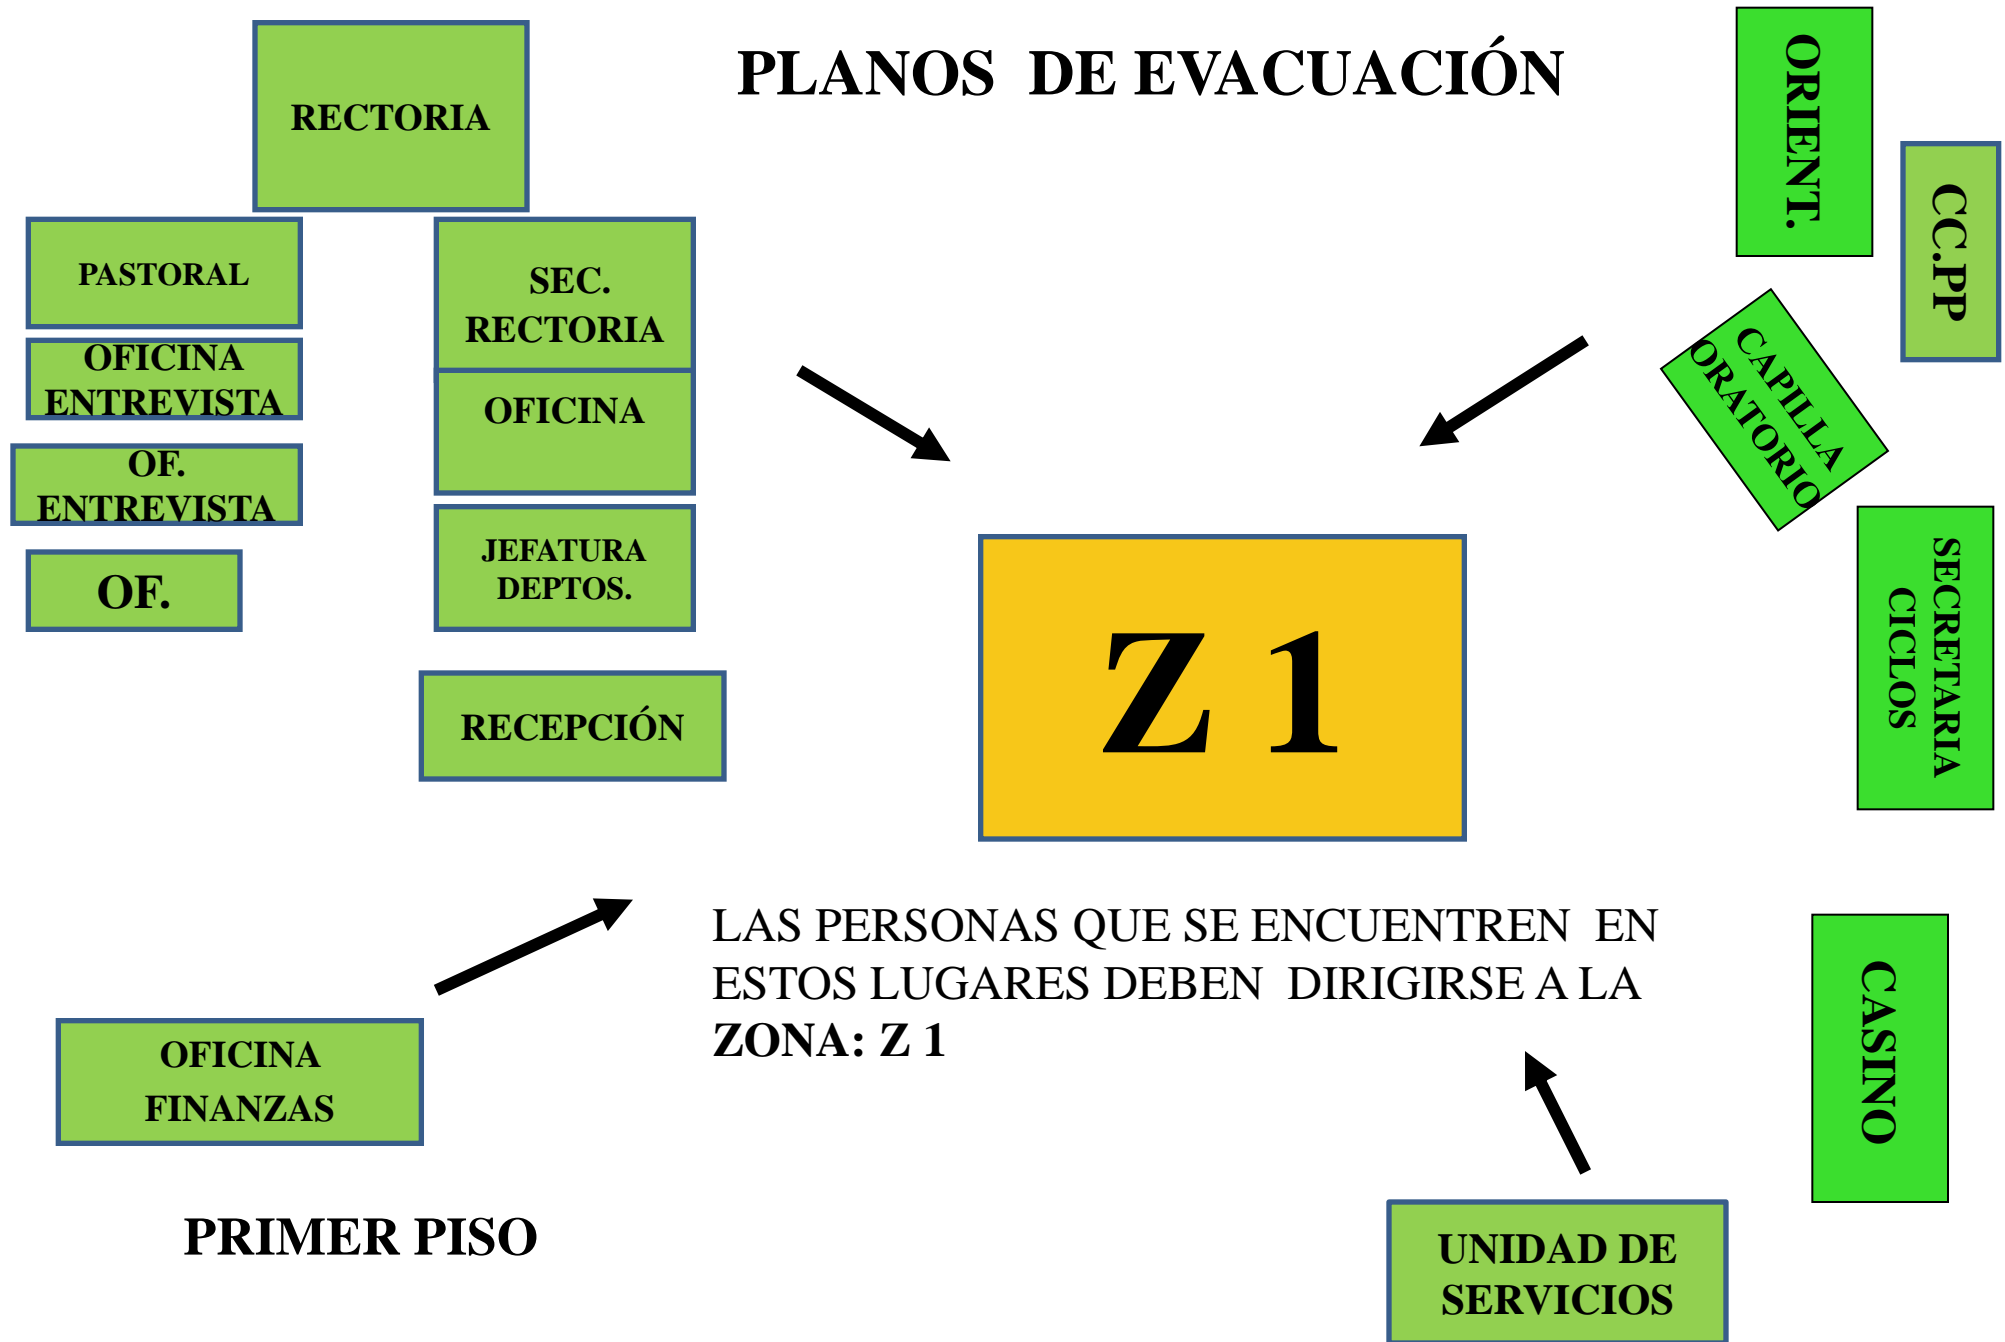 PLANOS DE EVACUACIÓN
RECTORIA
PASTORAL
OFICINA
ENTREVISTA
OF.
ENTREVISTA
OF.
SEC.
RECTORIA
OFICINA
JEFATURA
DEPTOS.
RECEPCIÓN
ORIENT.
CC.PP
CAPILLA
ORATORIO
SECRETARIA
CICLOS
Z 1
LAS PERSONAS QUE SE ENCUENTREN EN
ESTOS LUGARES DEBEN DIRIGIRSE A LA
ZONA: Z 1
CASINO
OFICINA
FINANZAS
PRIMER PISO
UNIDAD DE
SERVICIOS